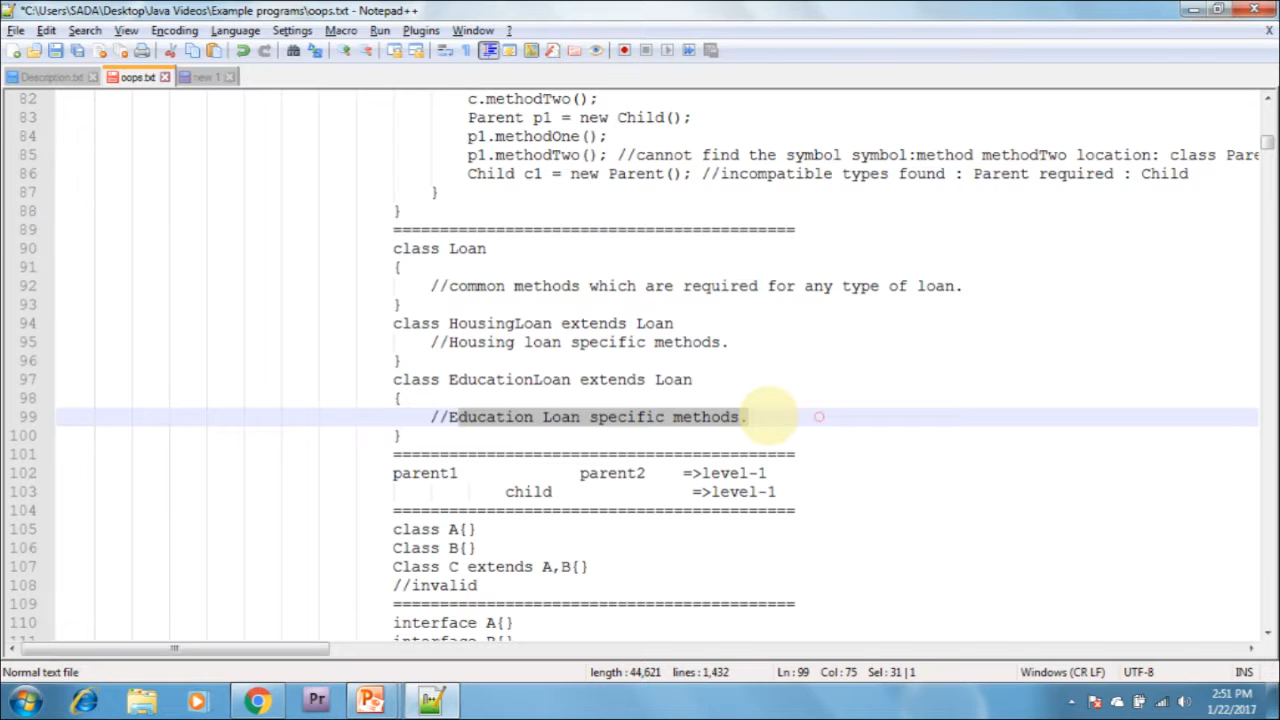 *C:\Users\SADA\Desktop\Java Videos\Example programs\oops.txt - Notepad++
File Edit Search View Encoding Language Settings Macro Run Plugins Window ? X
Description.txt oops.txt new 1
82 c.methodTwo();
83 Parent p1 = new Child();
84 p1.methodOne();
85 p1.methodTwo(); //cannot find the symbol symbol:method methodTwo location: class Pare
86 Child c1 = new Parent(); //incompatible types found : Parent required : Child
87 }
88 }
89 ===========================================
90 class Loan
91 {
92 //common methods which are required for any type of loan.
93 }
94 class HousingLoan extends Loan
95 //Housing loan specific methods.
96 }
97 class EducationLoan extends Loan
98 {
99 //Education Loan specific methods.
100 }
101 ===========================================
102 parent1 parent2 =>level-1
103 child =>level-1
104 ===========================================
105 class A{}
106 Class B{}
107 Class C extends A,B{}
108 //invalid
109 ===========================================
110 interface A{}
interface B{}
Normal text file length : 44,621 lines : 1,432 Ln : 99 Col : 75 Sel : 31 | 1 Windows (CR LF) UTF-8 INS
Pr
2:51 PM
1/22/2017